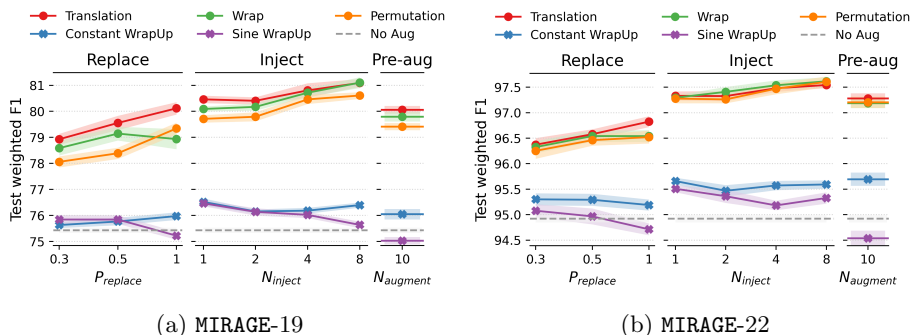 Translation
Wrap
Permutation
Constant WrapUp
Sine WrapUp
No Aug
Replace
Inject
Pre-aug
Test weighted F1
81
80
79
78
77
76
75
0.3
0.5
1
1
2
4
8
10
P_replace
N_inject
N_augment
(a) MIRAGE-19
Translation
Wrap
Permutation
Constant WrapUp
Sine WrapUp
No Aug
Replace
Inject
Pre-aug
Test weighted F1
97.5
97.0
96.5
96.0
95.5
95.0
94.5
0.3
0.5
1
1
2
4
8
10
P_replace
N_inject
N_augment
(b) MIRAGE-22